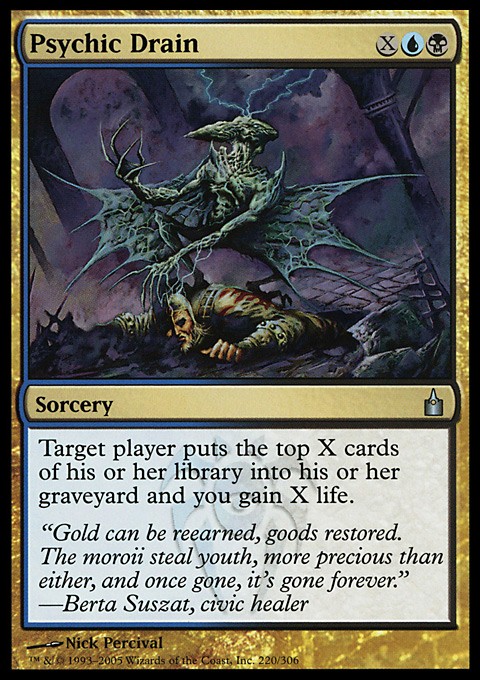 Psychic Drain X
Sorcery
Target player puts the top X cards
of his or her library into his or her
graveyard and you gain X life.
“Gold can be reearned, goods restored.
The moroii steal youth, more precious than
either, and once gone, it’s gone forever.”
—Berta Suszat, civic healer
Nick Percival
™ & © 1993–2005 Wizards of the Coast, Inc. 220/306